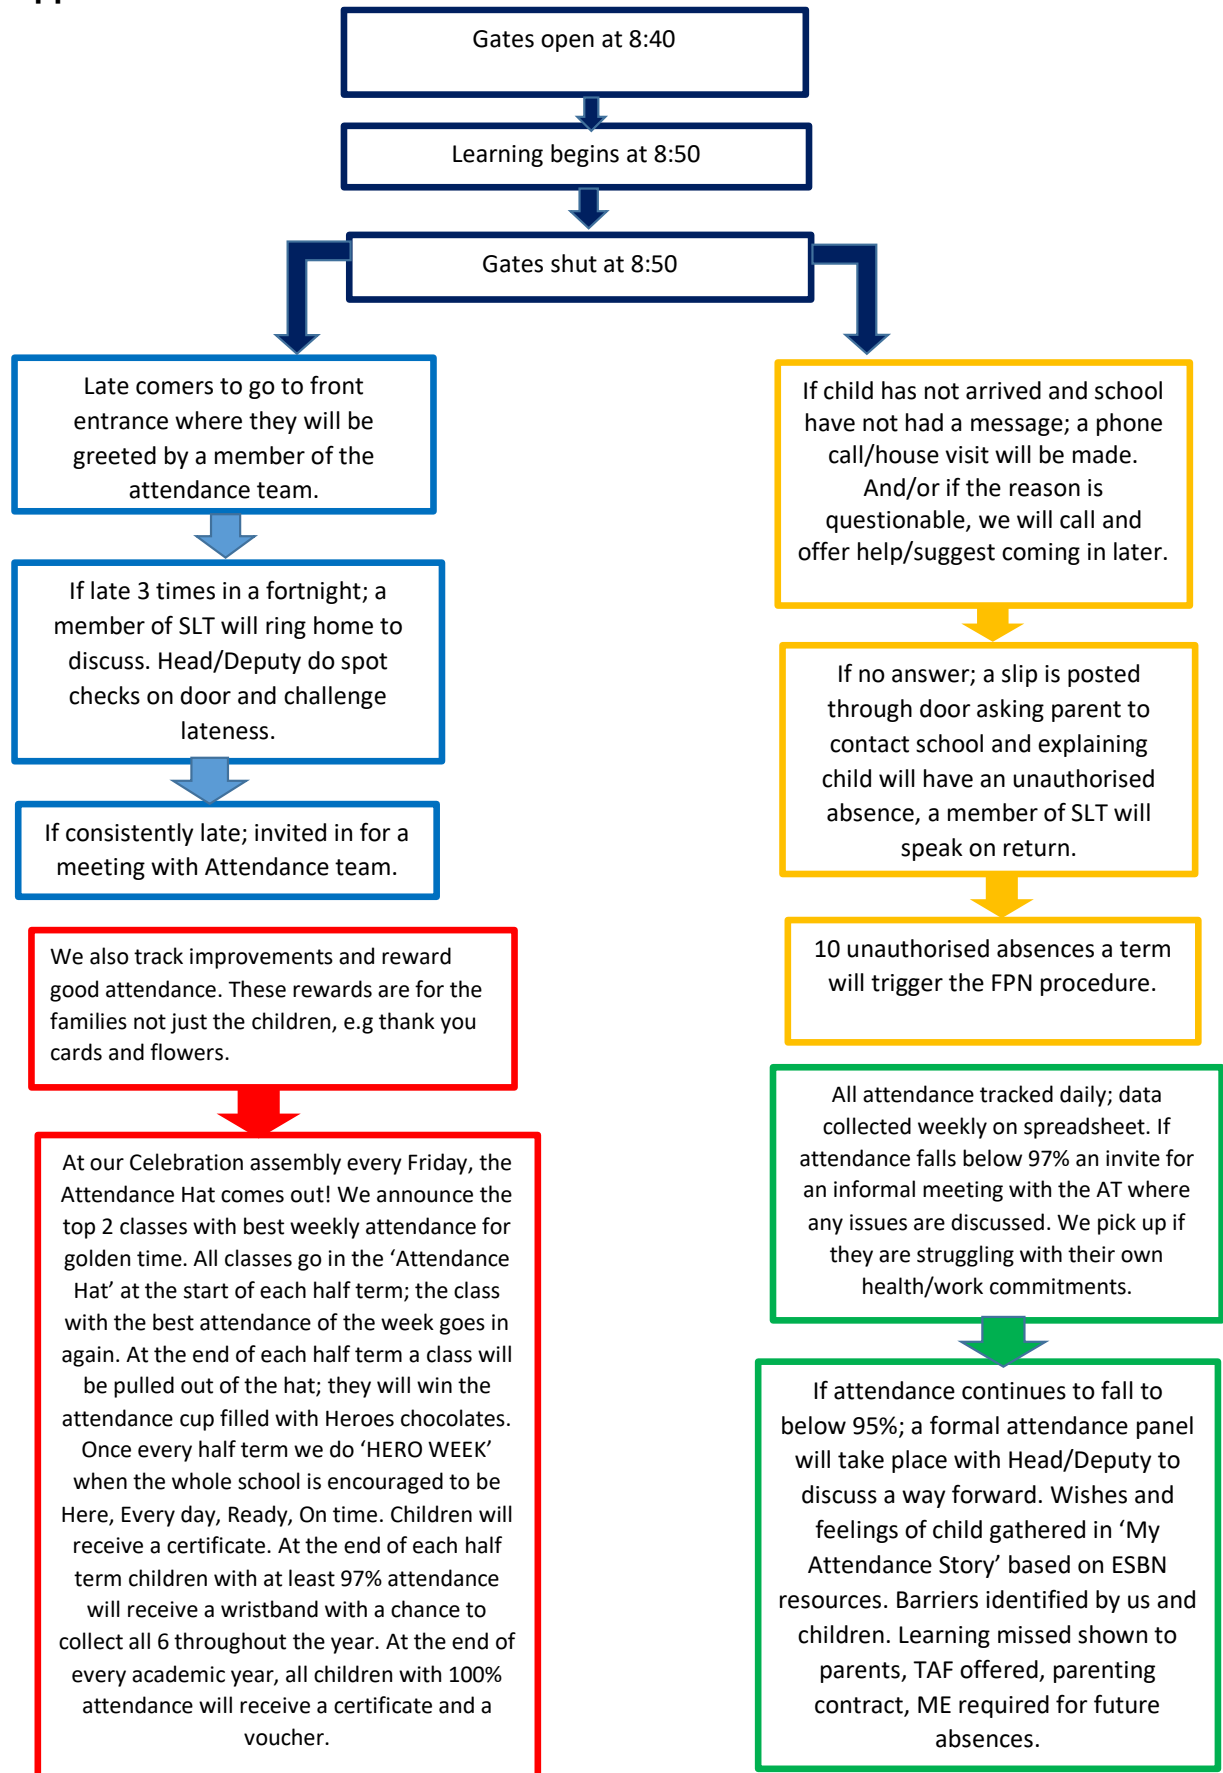 Gates open at 8:40
Learning begins at 8:50
Gates shut at 8:50
Late comers to go to front
entrance where they will be
greeted by a member of the
attendance team.
If late 3 times in a fortnight; a
member of SLT will ring home to
discuss. Head/Deputy do spot
checks on door and challenge
lateness.
If consistently late; invited in for a
meeting with Attendance team.
We also track improvements and reward
good attendance. These rewards are for the
families not just the children, e.g thank you
cards and flowers.
At our Celebration assembly every Friday, the
Attendance Hat comes out! We announce the
top 2 classes with best weekly attendance for
golden time. All classes go in the ‘Attendance
Hat’ at the start of each half term; the class
with the best attendance of the week goes in
again. At the end of each half term a class will
be pulled out of the hat; they will win the
attendance cup filled with Heroes chocolates.
Once every half term we do ‘HERO WEEK’
when the whole school is encouraged to be
Here, Every day, Ready, On time. Children will
receive a certificate. At the end of each half
term children with at least 97% attendance
will receive a wristband with a chance to
collect all 6 throughout the year. At the end of
every academic year, all children with 100%
attendance will receive a certificate and a
voucher.
If child has not arrived and school
have not had a message; a phone
call/house visit will be made.
And/or if the reason is
questionable, we will call and
offer help/suggest coming in later.
If no answer; a slip is posted
through door asking parent to
contact school and explaining
child will have an unauthorised
absence, a member of SLT will
speak on return.
10 unauthorised absences a term
will trigger the FPN procedure.
All attendance tracked daily; data
collected weekly on spreadsheet. If
attendance falls below 97% an invite for
an informal meeting with the AT where
any issues are discussed. We pick up if
they are struggling with their own
health/work commitments.
If attendance continues to fall to
below 95%; a formal attendance panel
will take place with Head/Deputy to
discuss a way forward. Wishes and
feelings of child gathered in ‘My
Attendance Story’ based on ESBN
resources. Barriers identified by us and
children. Learning missed shown to
parents, TAF offered, parenting
contract, ME required for future
absences.